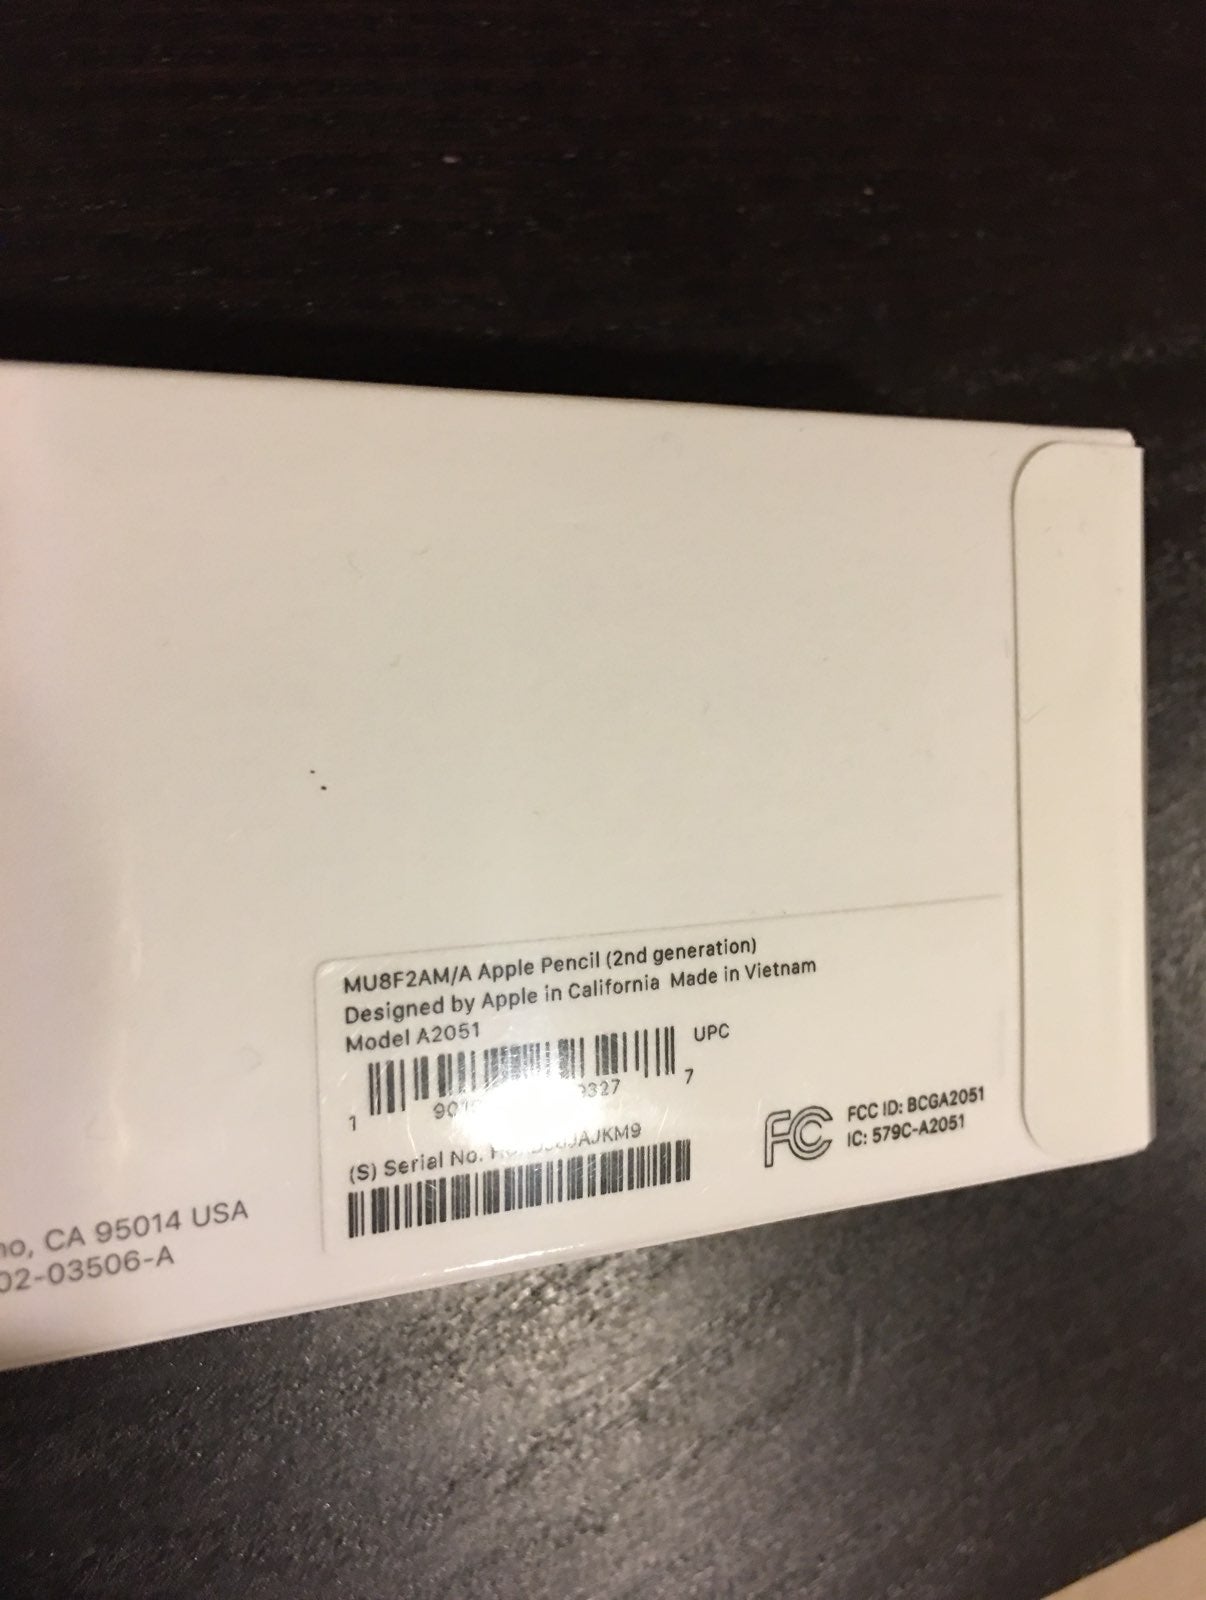 MU8F2AM/A Apple Pencil (2nd generation)
Designed by Apple in California Made in Vietnam
Model A2051
UPC
1 7
(S) Serial No.
FC
FCC ID: BCGA2051
IC: 579C-A2051
CA 95014 USA